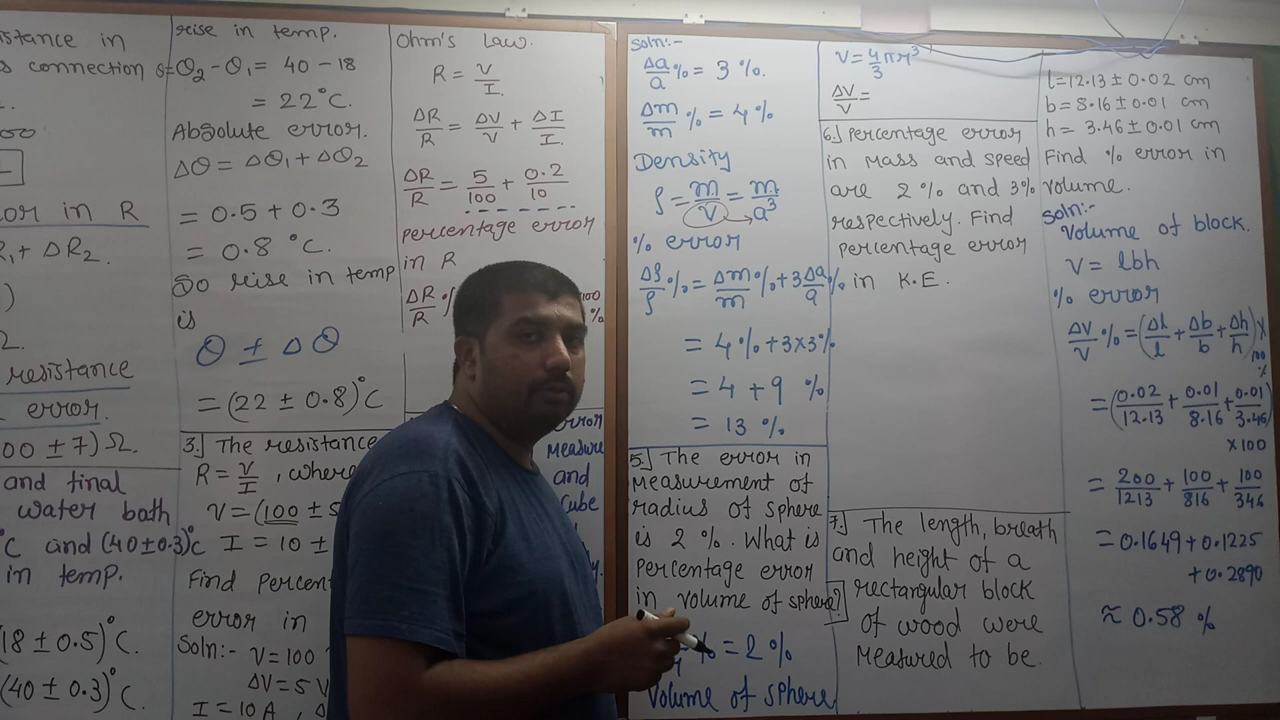 istance in
s connection
00
or in R
R₁ + ΔR₂.
)
Ω.
resistance
error.
00 ± 7) Ω.
and final
water bath
°C and (40±0.3)°c
in temp.
(18 ± 0.5)°C.
(40 ± 0.3)°C.
rise in temp.
θ₂ - θ₁ = 40 - 18
= 22°C.
Absolute error.
Δθ = Δθ₁ + Δθ₂
= 0.5 + 0.3
= 0.8 °C.
So rise in temp
is
θ ± Δθ
= (22 ± 0.8)°C
3.] The resistance
R = V/I, where
V = (100 ± 5
I = 10 ±
Find Percent
error in
Soln:- V = 100
ΔV = 5 V
I = 10 A, Δ
Ohm's Law.
R = V/I.
ΔR/R = ΔV/V + ΔI/I.
ΔR/R = 5/100 + 0.2/10
percentage error
in R
ΔR/R %
100
%
error
Measure
and
Cube
y.
Soln:-
Δa/a % = 3 %.
Δm/m % = 4 %
Density
ρ = m/V = m/a³
% error
Δρ/ρ % = Δm/m % + 3 Δa/a %
= 4 % + 3×3%
= 4 + 9 %
= 13 %
5.] The error in
measurement of
radius of sphere
is 2 %. What is
percentage error
in volume of sphere?
% = 2 %
Volume of sphere
V = 4/3 πr³
ΔV/V =
6.] Percentage error
in Mass and speed
are 2 % and 3%
respectively. Find
percentage error
in K.E.
7.] The length, breath
and height of a
rectangular block
of wood were
measured to be
l = 12.13 ± 0.02 cm
b = 8.16 ± 0.01 cm
h = 3.46 ± 0.01 cm
Find % error in
volume.
Soln:-
Volume of block.
V = lbh
% error
ΔV/V % = (Δl/l + Δb/b + Δh/h) × 100 %
= (0.02/12.13 + 0.01/8.16 + 0.01/3.46)
× 100
= 200/1213 + 100/816 + 100/346
= 0.1649 + 0.1225
+ 0.2890
≈ 0.58 %